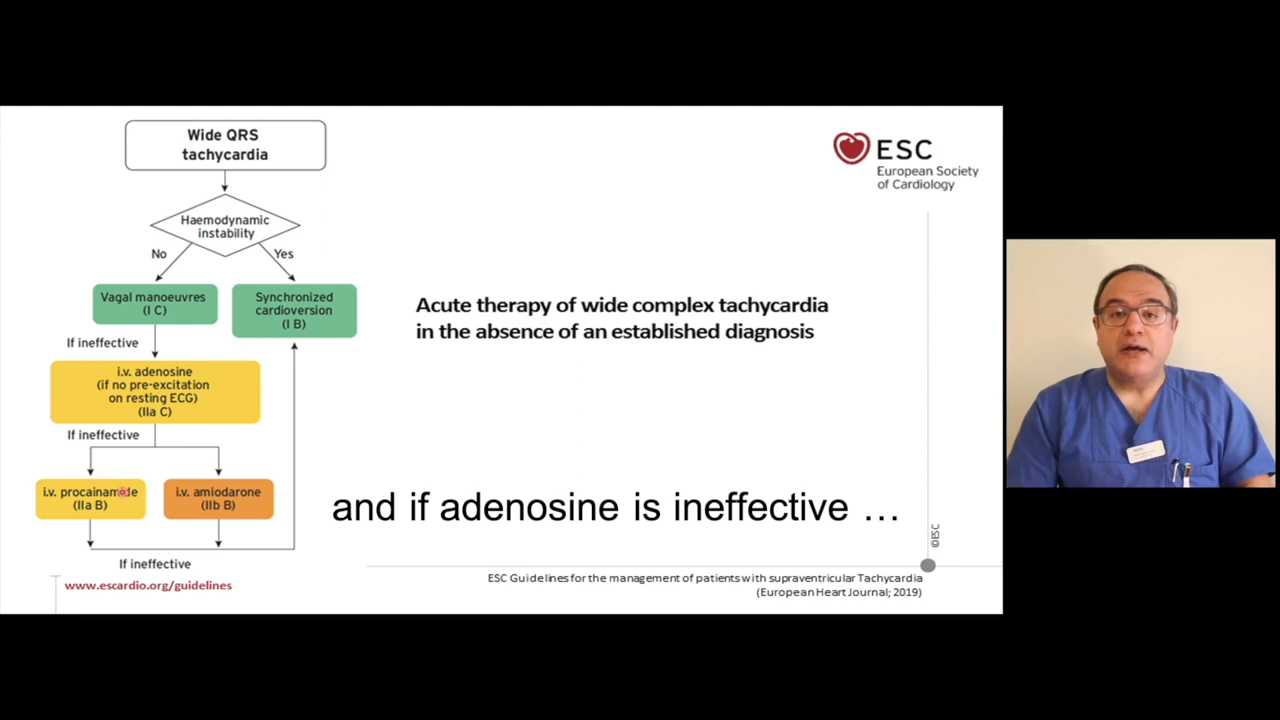 Wide QRS
tachycardia
Haemodynamic
instability
No
Yes
Vagal manoeuvres
(I C)
Synchronized
cardioversion
(I B)
If ineffective
i.v. adenosine
(if no pre-excitation
on resting ECG)
(IIa C)
If ineffective
i.v. procainamide
(IIa B)
i.v. amiodarone
(IIb B)
If ineffective
www.escardio.org/guidelines
ESC
European Society
of Cardiology
Acute therapy of wide complex tachycardia
in the absence of an established diagnosis
and if adenosine is ineffective …
©ESC
ESC Guidelines for the management of patients with supraventricular Tachycardia
(European Heart Journal; 2019)